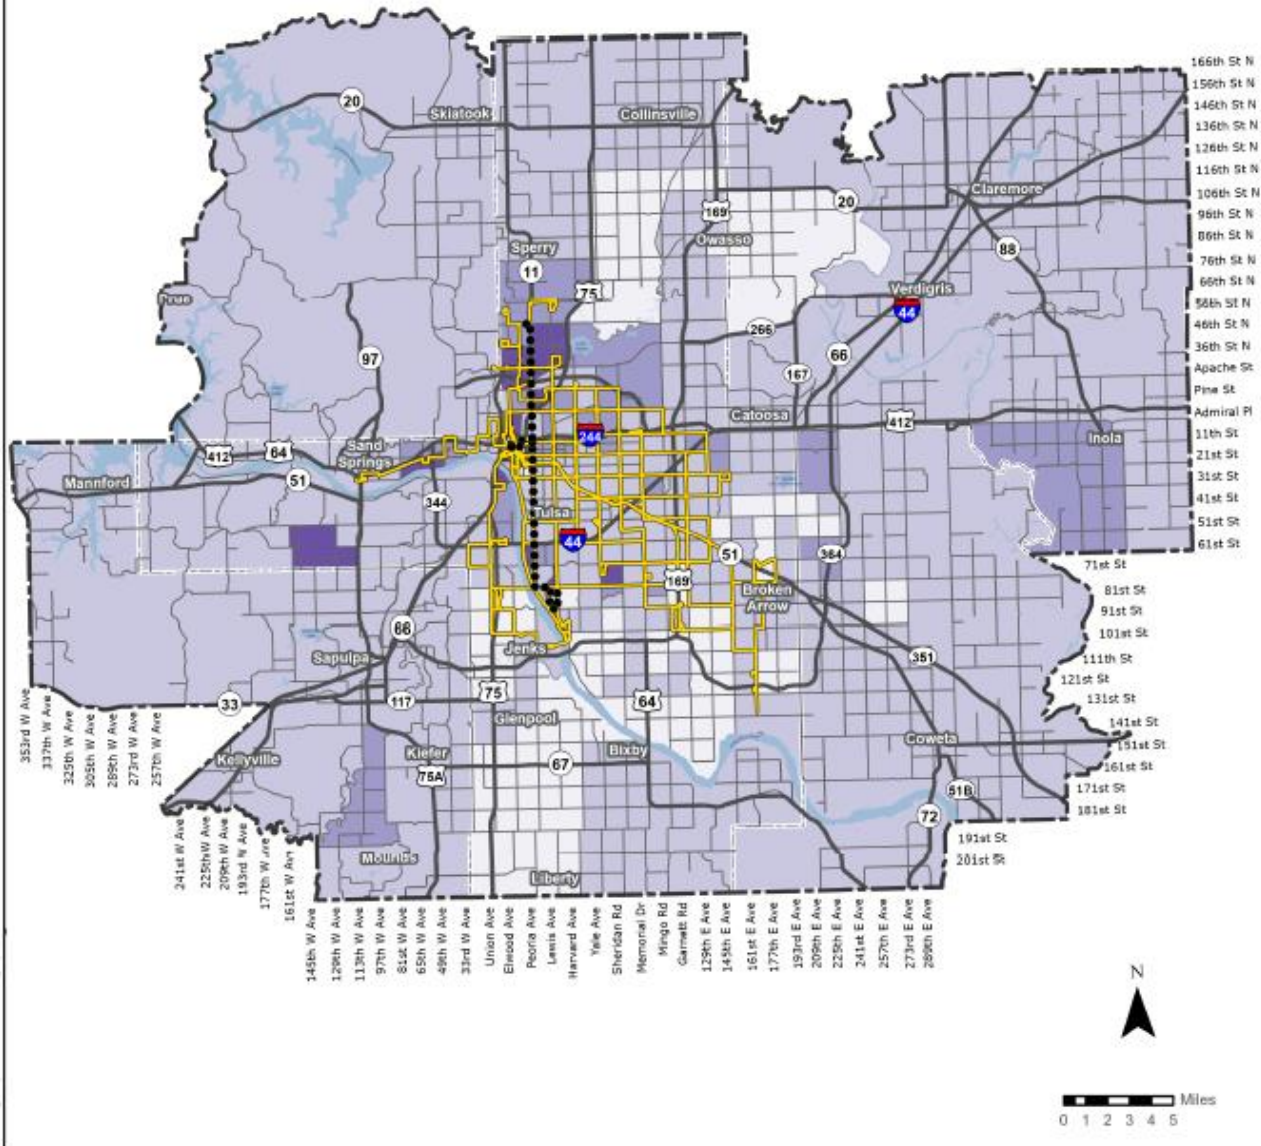 166th St N
156th St N
146th St N
136th St N
126th St N
116th St N
106th St N
96th St N
86th St N
76th St N
66th St N
56th St N
46th St N
36th St N
Apache St
Pine St
Admiral Pl
11th St
21st St
31st St
41st St
51st St
61st St
71st St
81st St
91st St
101st St
111th St
121st St
131st St
141st St
151st St
161st St
171st St
181st St
191st St
201st St
20
Skiatook
Collinsville
Claremore
169
20
Owasso
88
Sperry
11
75
Prue
Verdigris
44
266
97
66
167
Catoosa
412
244
Inola
Sand
Springs
412
64
51
Mannford
344
Tulsa
44
51
364
169
Broken
Arrow
66
Jenks
Sapulpa
351
75
64
33
117
Glenpool
Kellyville
Kiefer
75A
67
Bixby
Coweta
51B
72
Mounds
Liberty
353rd W Ave
337th W Ave
325th W Ave
305th W Ave
289th W Ave
273rd W Ave
257th W Ave
241st W Ave
225th W Ave
209th W Ave
193rd W Ave
177th W Ave
161st W Ave
145th W Ave
129th W Ave
113th W Ave
97th W Ave
81st W Ave
65th W Ave
49th W Ave
33rd W Ave
Union Ave
Elwood Ave
Peoria Ave
Lewis Ave
Harvard Ave
Yale Ave
Sheridan Rd
Memorial Dr
Mingo Rd
Garnett Rd
129th E Ave
145th E Ave
161st E Ave
177th E Ave
193rd E Ave
209th E Ave
225th E Ave
241st E Ave
257th E Ave
273rd E Ave
289th E Ave
N
Miles
0 1 2 3 4 5